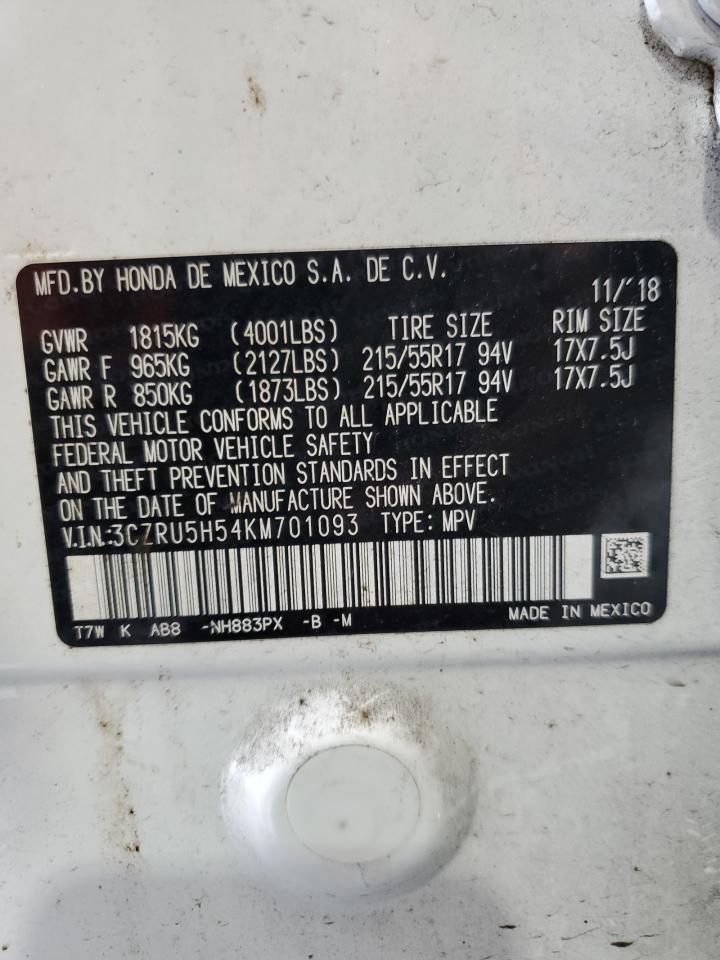 MFD.BY HONDA DE MEXICO S.A. DE C.V.
11/'18
GVWR 1815KG (4001LBS) TIRE SIZE RIM SIZE
GAWR F 965KG (2127LBS) 215/55R17 94V 17X7.5J
GAWR R 850KG (1873LBS) 215/55R17 94V 17X7.5J
THIS VEHICLE CONFORMS TO ALL APPLICABLE
FEDERAL MOTOR VEHICLE SAFETY
AND THEFT PREVENTION STANDARDS IN EFFECT
ON THE DATE OF MANUFACTURE SHOWN ABOVE.
V.I.N.:3CZRU5H54KM701093 TYPE: MPV
T7W K AB8 -NH883PX -B -M MADE IN MEXICO